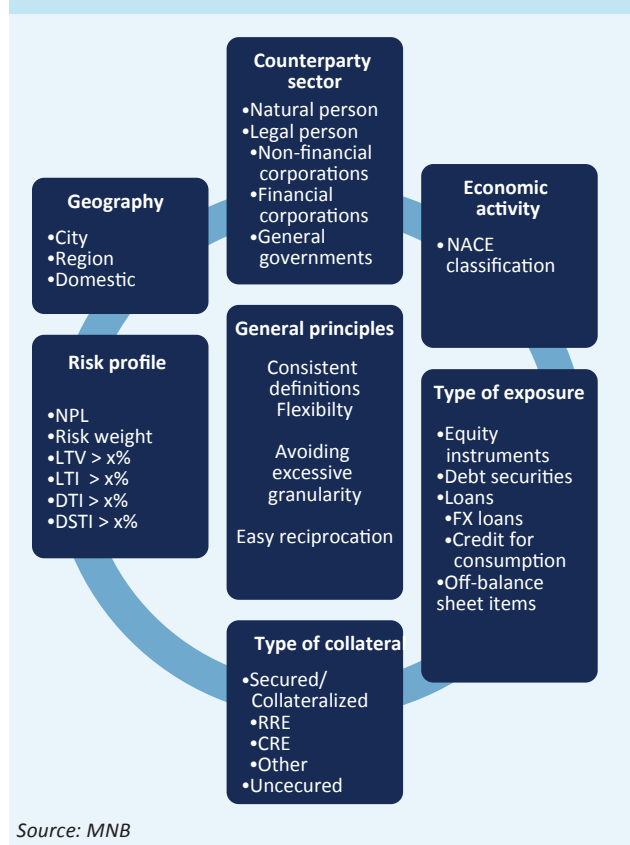 Counterparty
sector
•Natural person
•Legal person
•Non-financial
corporations
•Financial
corporations
•General
governments
Economic
activity
• NACE
classification
Type of exposure
•Equity
instruments
•Debt securities
•Loans
•FX loans
•Credit for
consumption
•Off-balance
sheet items
Type of collateral
•Secured/
Collateralized
•RRE
•CRE
•Other
•Uncecured
Risk profile
•NPL
•Risk weight
•LTV > x%
•LTI > x%
•DTI > x%
•DSTI > x%
Geography
•City
•Region
•Domestic
General principles
Consistent
definitions
Flexibilty
Avoiding
excessive
granularity
Easy reciprocation
Source: MNB